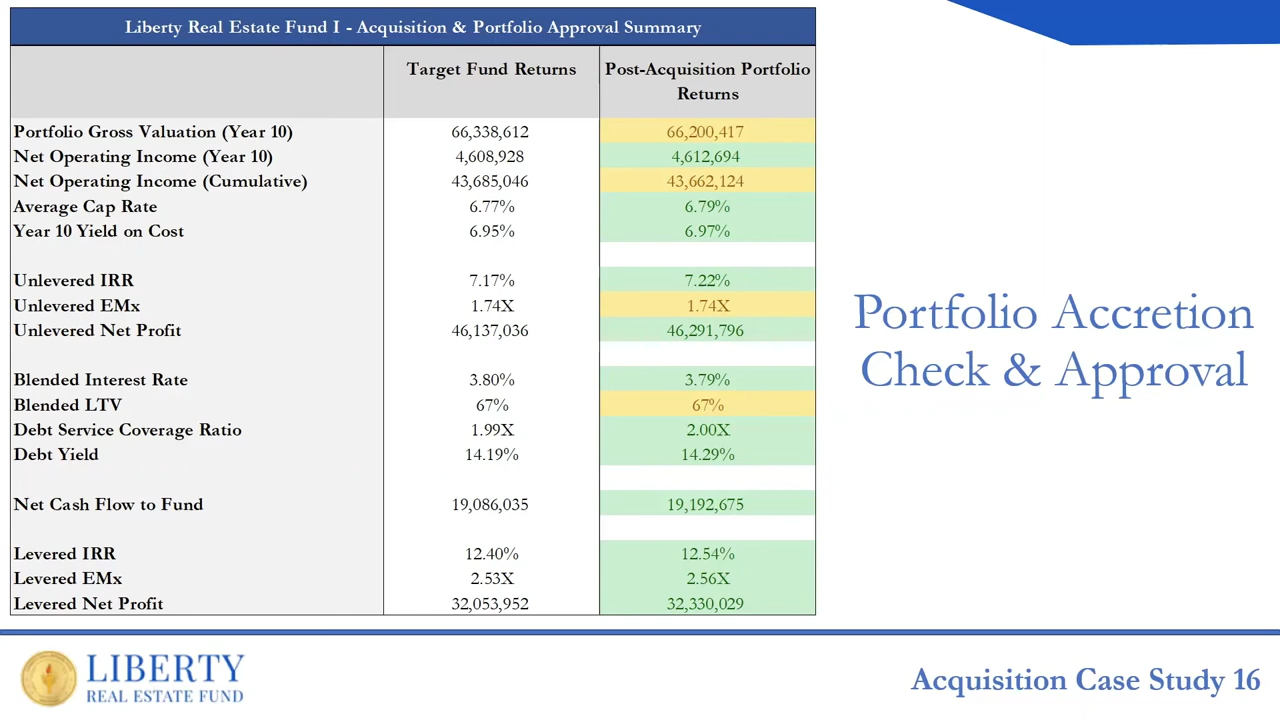 Liberty Real Estate Fund I - Acquisition & Portfolio Approval Summary
Target Fund Returns
Post-Acquisition Portfolio
Returns
Portfolio Gross Valuation (Year 10) 66,338,612 66,200,417
Net Operating Income (Year 10) 4,608,928 4,612,694
Net Operating Income (Cumulative) 43,685,046 43,662,124
Average Cap Rate 6.77% 6.79%
Year 10 Yield on Cost 6.95% 6.97%
Unlevered IRR 7.17% 7.22%
Unlevered EMx 1.74X 1.74X
Unlevered Net Profit 46,137,036 46,291,796
Blended Interest Rate 3.80% 3.79%
Blended LTV 67% 67%
Debt Service Coverage Ratio 1.99X 2.00X
Debt Yield 14.19% 14.29%
Net Cash Flow to Fund 19,086,035 19,192,675
Levered IRR 12.40% 12.54%
Levered EMx 2.53X 2.56X
Levered Net Profit 32,053,952 32,330,029
Portfolio Accretion
Check & Approval
LIBERTY
REAL ESTATE FUND
Acquisition Case Study 16